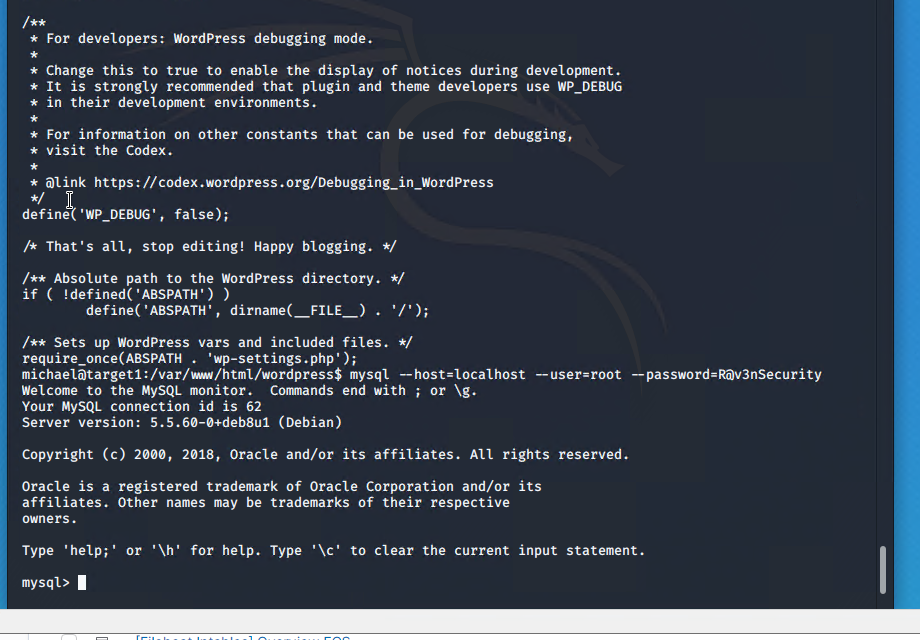 /**
 * For developers: WordPress debugging mode.
 *
 * Change this to true to enable the display of notices during development.
 * It is strongly recommended that plugin and theme developers use WP_DEBUG
 * in their development environments.
 *
 * For information on other constants that can be used for debugging,
 * visit the Codex.
 *
 * @link https://codex.wordpress.org/Debugging_in_WordPress
 */
define('WP_DEBUG', false);

/* That's all, stop editing! Happy blogging. */

/** Absolute path to the WordPress directory. */
if ( !defined('ABSPATH') )
        define('ABSPATH', dirname(__FILE__) . '/');

/** Sets up WordPress vars and included files. */
require_once(ABSPATH . 'wp-settings.php');
michael@target1:/var/www/html/wordpress$ mysql --host=localhost --user=root --password=R@v3nSecurity
Welcome to the MySQL monitor.  Commands end with ; or \g.
Your MySQL connection id is 62
Server version: 5.5.60-0+deb8u1 (Debian)

Copyright (c) 2000, 2018, Oracle and/or its affiliates. All rights reserved.

Oracle is a registered trademark of Oracle Corporation and/or its
affiliates. Other names may be trademarks of their respective
owners.

Type 'help;' or '\h' for help. Type '\c' to clear the current input statement.

mysql>